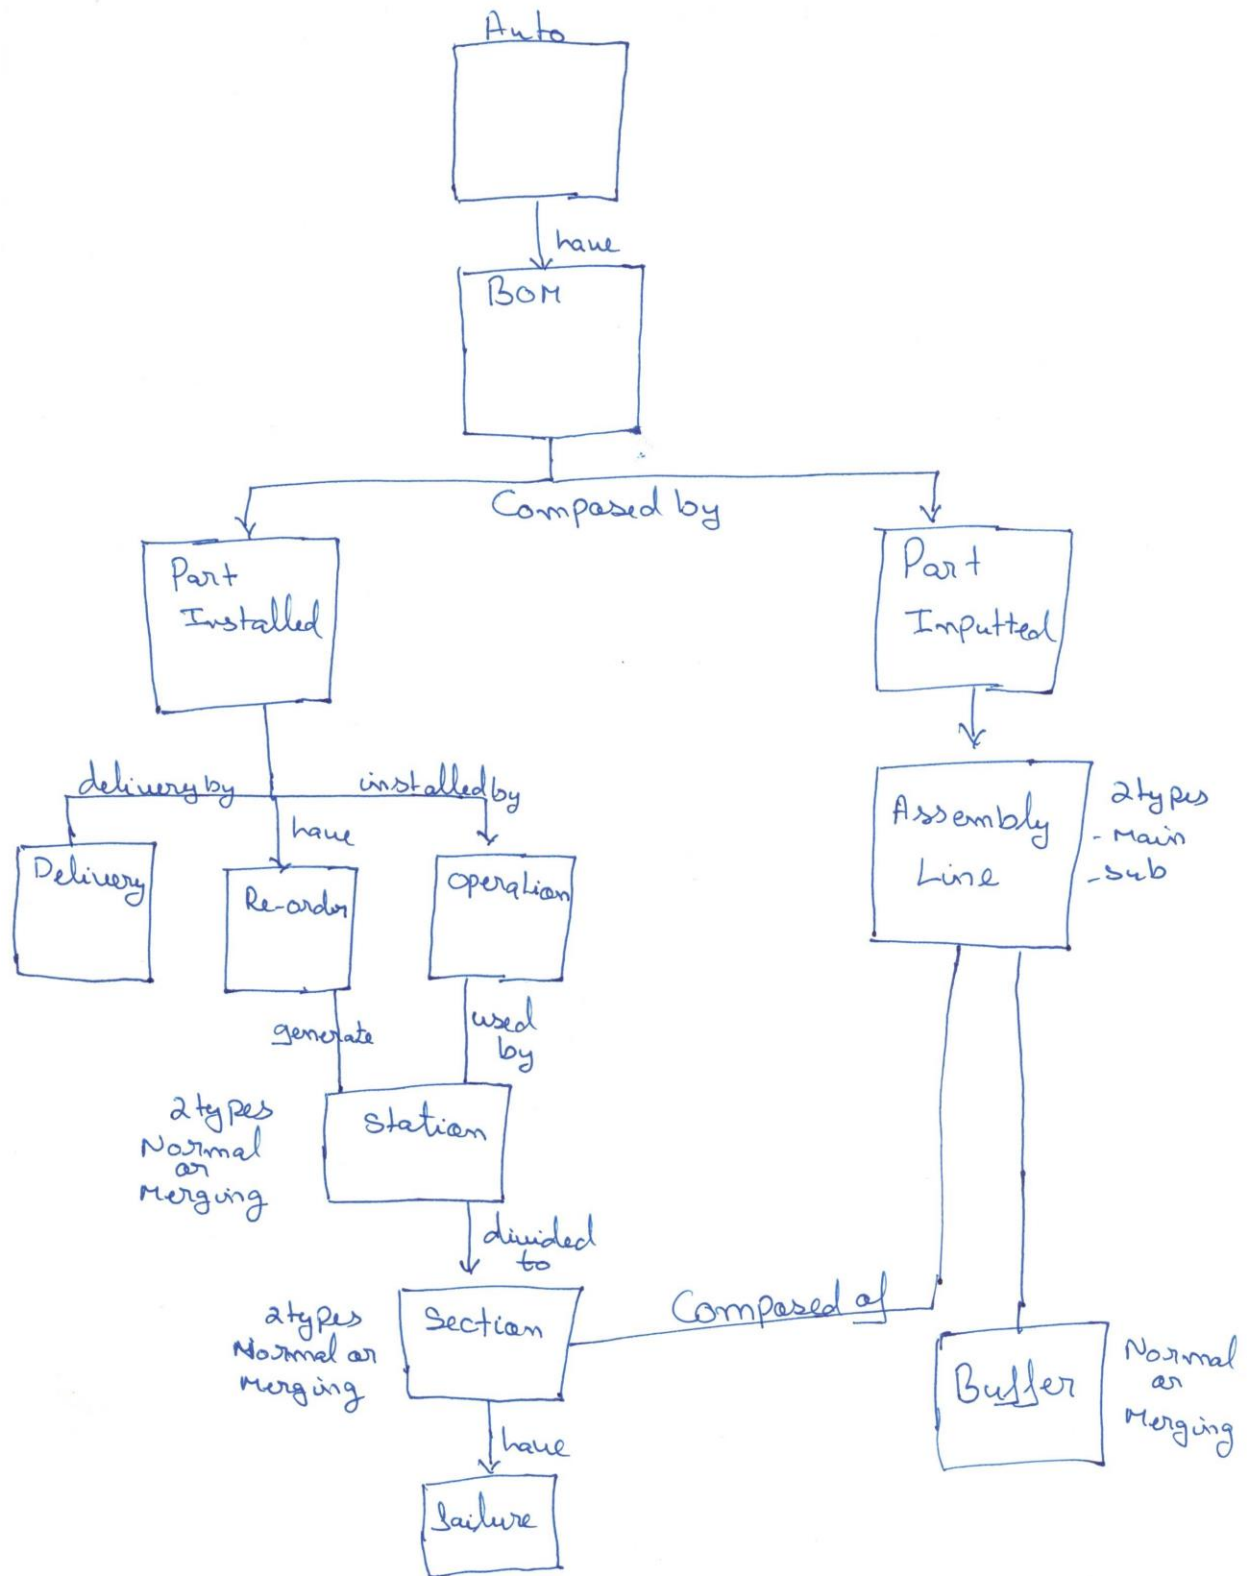 Auto
have
BOM
Composed by
Part
Installed
Part
Inputted
delivery by
installed by
have
Delivery
Re-order
operation
Assembly
Line
2 types
- Main
- sub
generate
used
by
2 types
Normal
or
Merging
Station
divided
to
2 types
Normal or
Merging
Section
Composed of
Buffer
Normal
or
Merging
have
failure